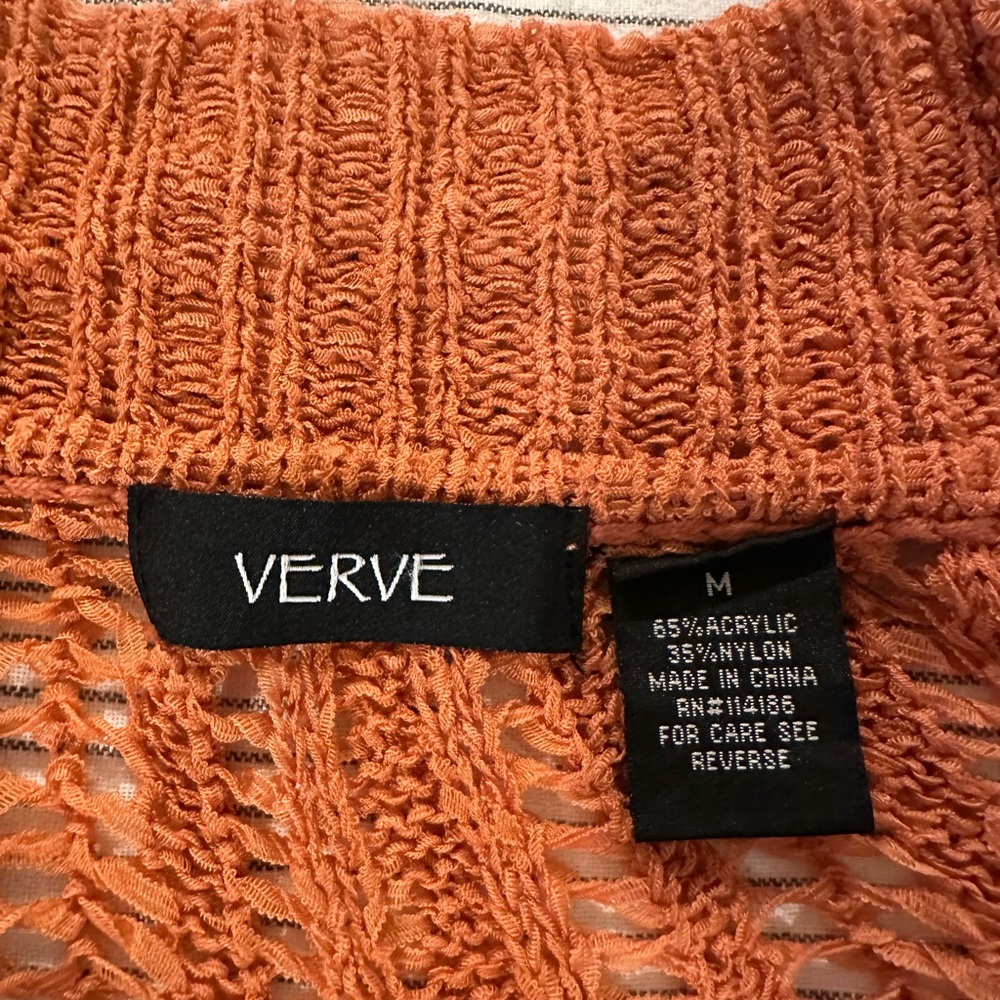 VERVE
M
65%ACRYLIC
35%NYLON
MADE IN CHINA
RN#114186
FOR CARE SEE
REVERSE